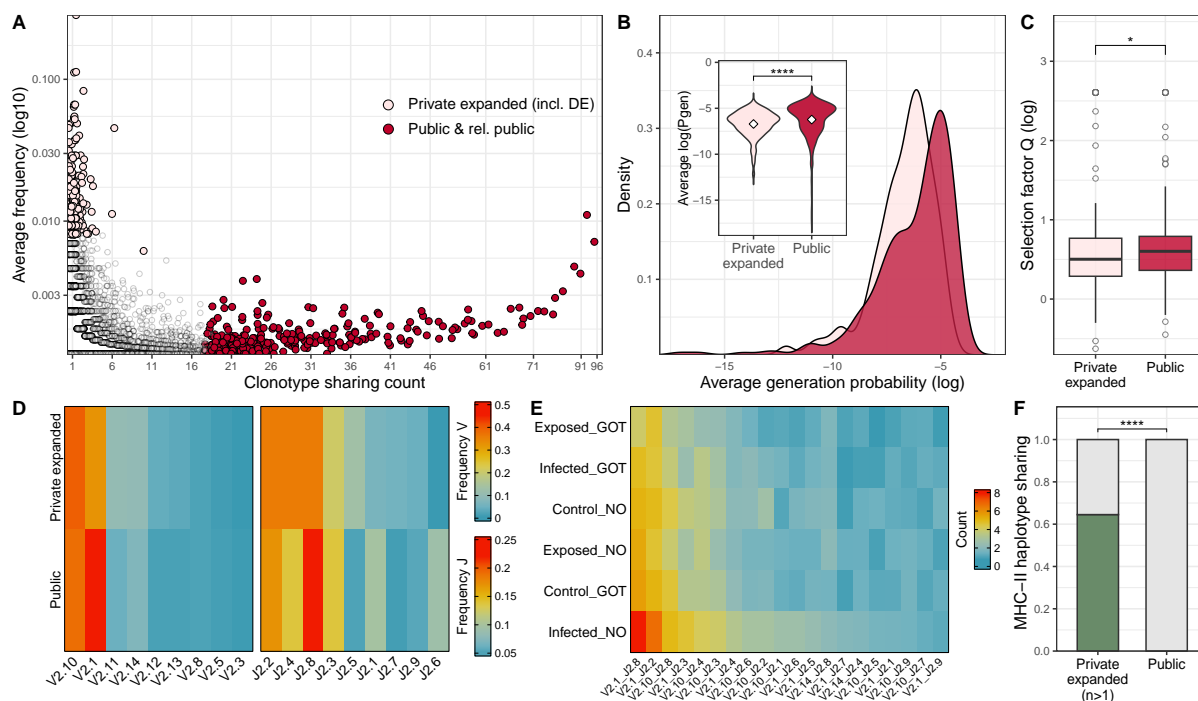 A
Average frequency (log10)
0.100
0.030
0.010
0.003
Private expanded (incl. DE)
Public & rel. public
1 6 10 16 21 26 31 36 41 46 61 71 91 96
Clonotype sharing count
B
Density
0.4
0.3
0.2
0.1
−15 −10 −5
Average generation probability (log)
Average log(Pgen)
0
−5
−10
−15
****
Private
expanded
Public
C
Selection factor Q (log)
3
2
1
0
*
Private
expanded
Public
D
Private expanded
Public
V2.10 V2.1 V2.11 V2.14 V2.12 V2.13 V2.8 V2.5 V2.3
J2.2 J2.4 J2.8 J2.3 J2.5 J2.1 J2.7 J2.9 J2.6
Frequency V
0.5
0.4
0.3
0.2
0.1
0
Frequency J
0.25
0.20
0.15
0.10
0.05
E
Exposed_GOT
Infected_GOT
Control_NO
Exposed_NO
Control_GOT
Infected_NO
Count
8
6
4
2
0
F
MHC−II haplotype sharing
1.0
0.8
0.6
0.4
0.2
0.0
****
Private
expanded
(n>1)
Public